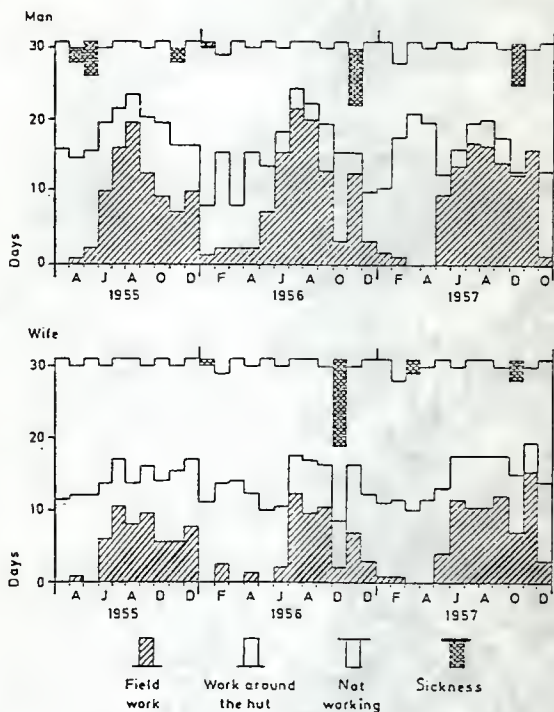 Man
30
20
10
0
Days
A J A O D F A J A O D F A J A O D
1955 1956 1957
Wife
30
20
10
0
Days
A J A O D F A J A O D F A J A O D
1955 1956 1957
Field work
Work around the hut
Not working
Sickness